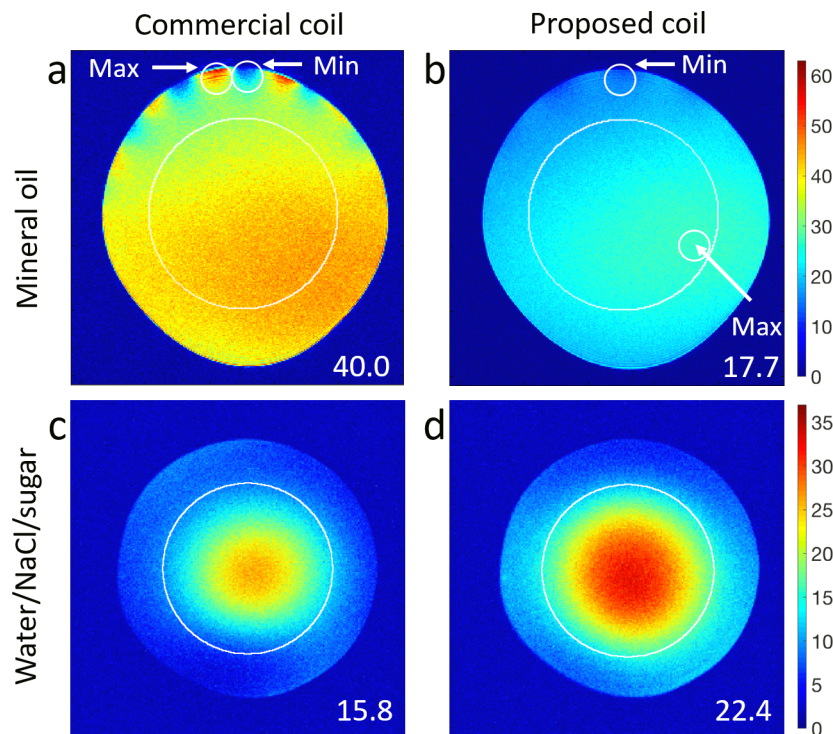 Commercial coil
Proposed coil
a
Max
Min
b
Min
Max
Mineral oil
40.0
17.7
60
50
40
30
20
10
0
c
d
Water/NaCl/sugar
15.8
22.4
35
30
25
20
15
10
5
0